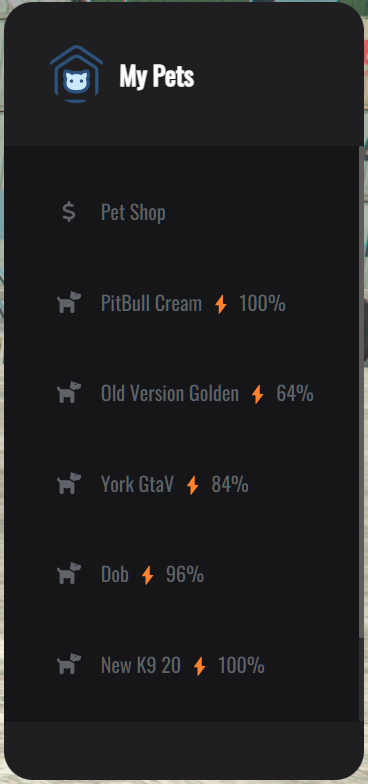 My Pets
$ Pet Shop
PitBull Cream ⚡ 100%
Old Version Golden ⚡ 64%
York GtaV ⚡ 84%
Dob ⚡ 96%
New K9 20 ⚡ 100%